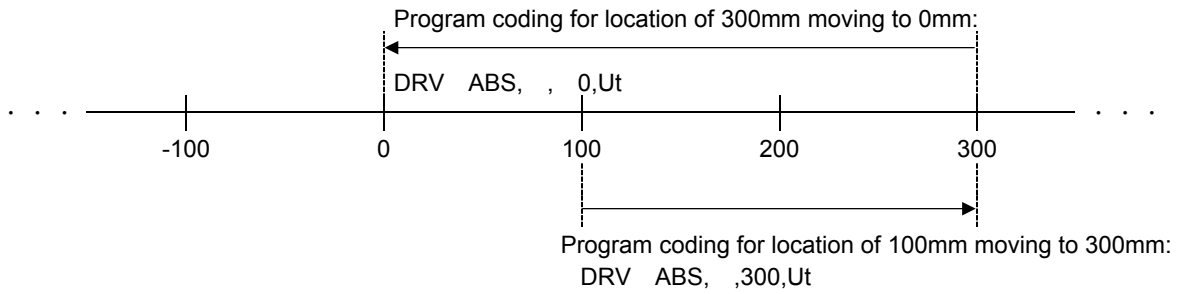 Program coding for location of 300mm moving to 0mm:
DRV ABS, , 0,Ut
. . . . . .
-100 0 100 200 300
Program coding for location of 100mm moving to 300mm:
DRV ABS, ,300,Ut